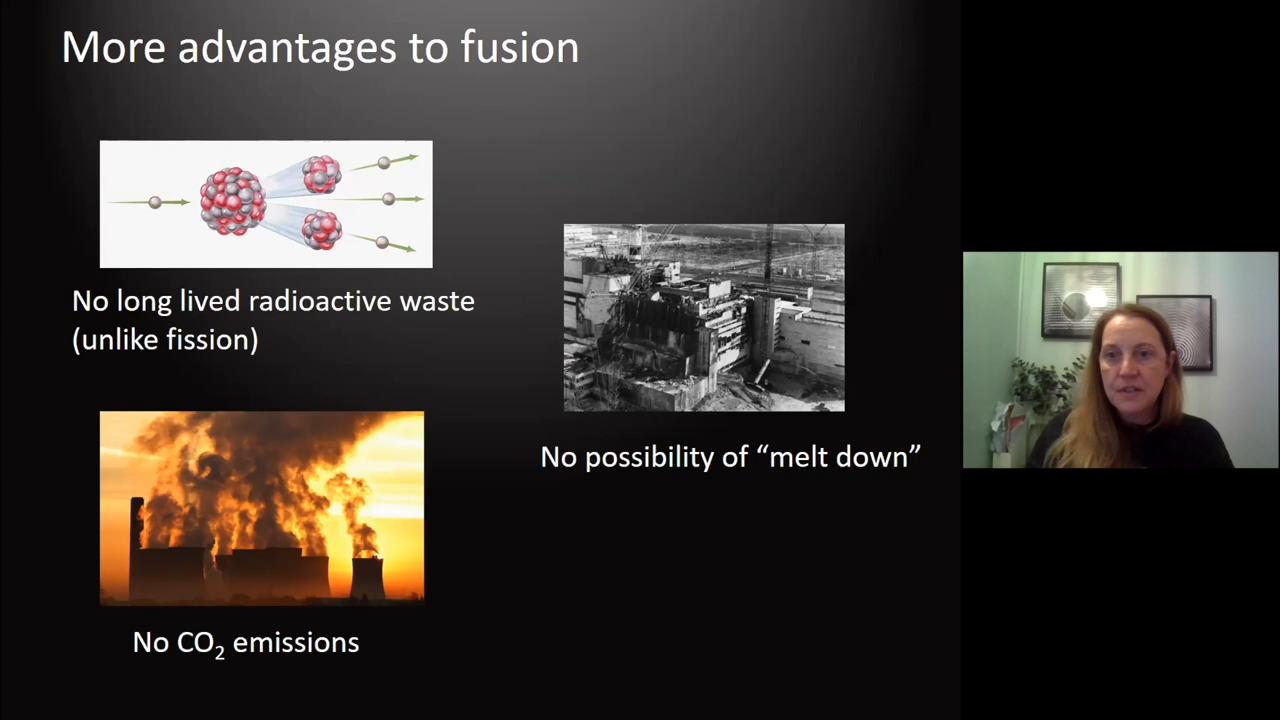 More advantages to fusion
No long lived radioactive waste
(unlike fission)
No possibility of “melt down”
No CO₂ emissions